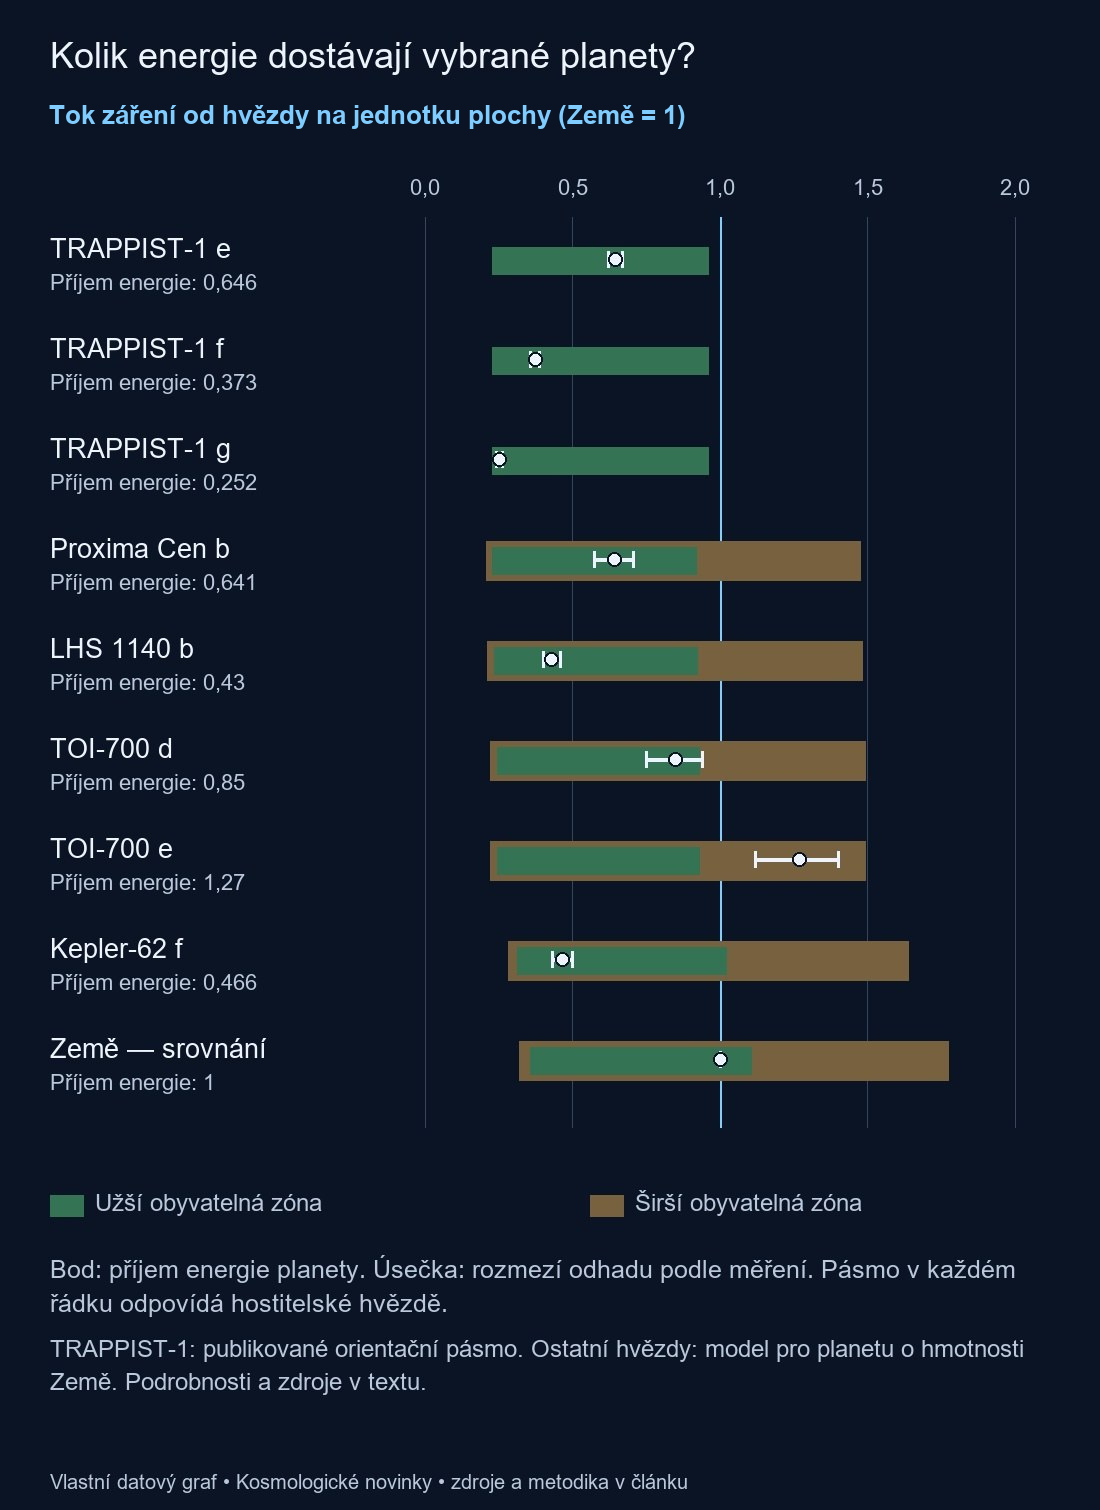 Kolik energie dostávají vybrané planety?
Tok záření od hvězdy na jednotku plochy (Země = 1)
0,0 0,5 1,0 1,5 2,0
TRAPPIST-1 e
Příjem energie: 0,646
TRAPPIST-1 f
Příjem energie: 0,373
TRAPPIST-1 g
Příjem energie: 0,252
Proxima Cen b
Příjem energie: 0,641
LHS 1140 b
Příjem energie: 0,43
TOI-700 d
Příjem energie: 0,85
TOI-700 e
Příjem energie: 1,27
Kepler-62 f
Příjem energie: 0,466
Země — srovnání
Příjem energie: 1
Užší obyvatelná zóna
Širší obyvatelná zóna
Bod: příjem energie planety. Úsečka: rozmezí odhadu podle měření. Pásmo v každém
řádku odpovídá hostitelské hvězdě.
TRAPPIST-1: publikované orientační pásmo. Ostatní hvězdy: model pro planetu o hmotnosti
Země. Podrobnosti a zdroje v textu.
Vlastní datový graf • Kosmologické novinky • zdroje a metodika v článku